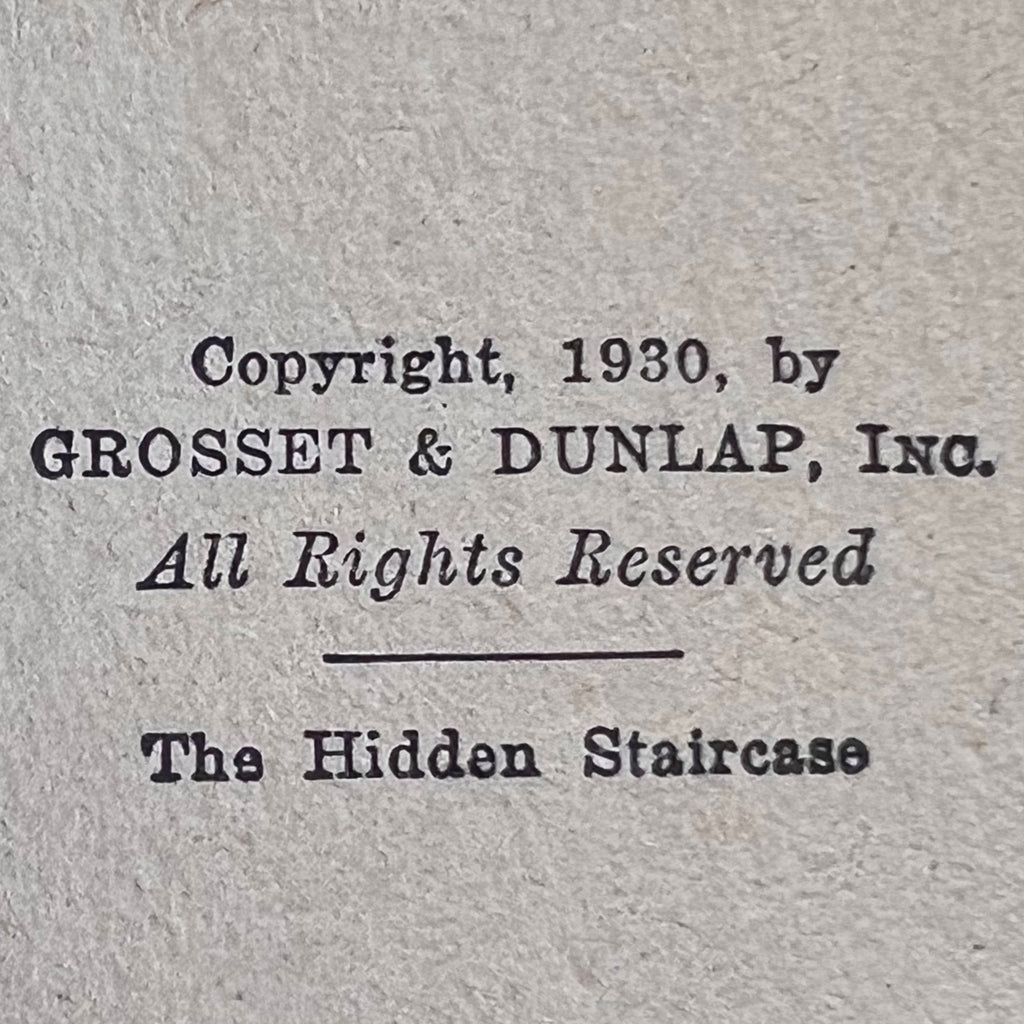 Copyright, 1930, by
GROSSET & DUNLAP, INC.
All Rights Reserved
The Hidden Staircase